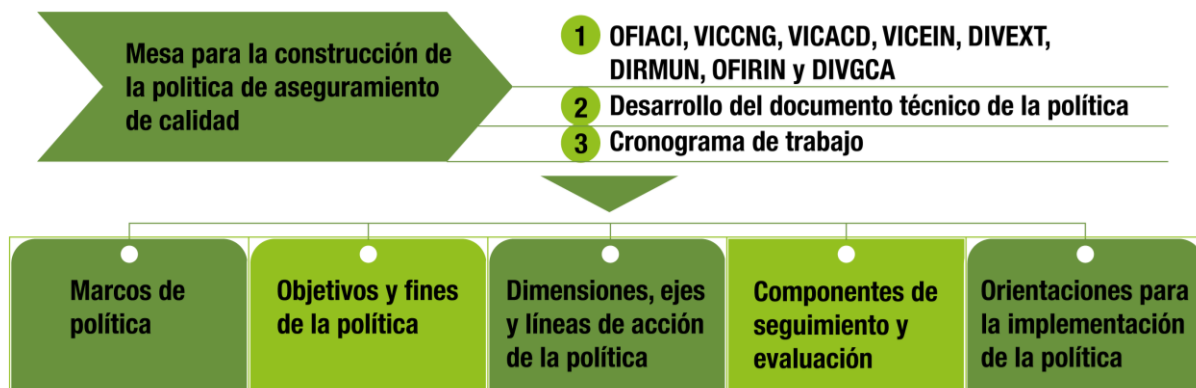 Mesa para la construcción de
la politica de aseguramiento
de calidad
1 OFIACI, VICCNG, VICACD, VICEIN, DIVEXT,
DIRMUN, OFIRIN y DIVGCA
2 Desarrollo del documento técnico de la política
3 Cronograma de trabajo
Marcos de
política
Objetivos y fines
de la política
Dimensiones, ejes
y líneas de acción
de la política
Componentes de
seguimiento y
evaluación
Orientaciones para
la implementación
de la política